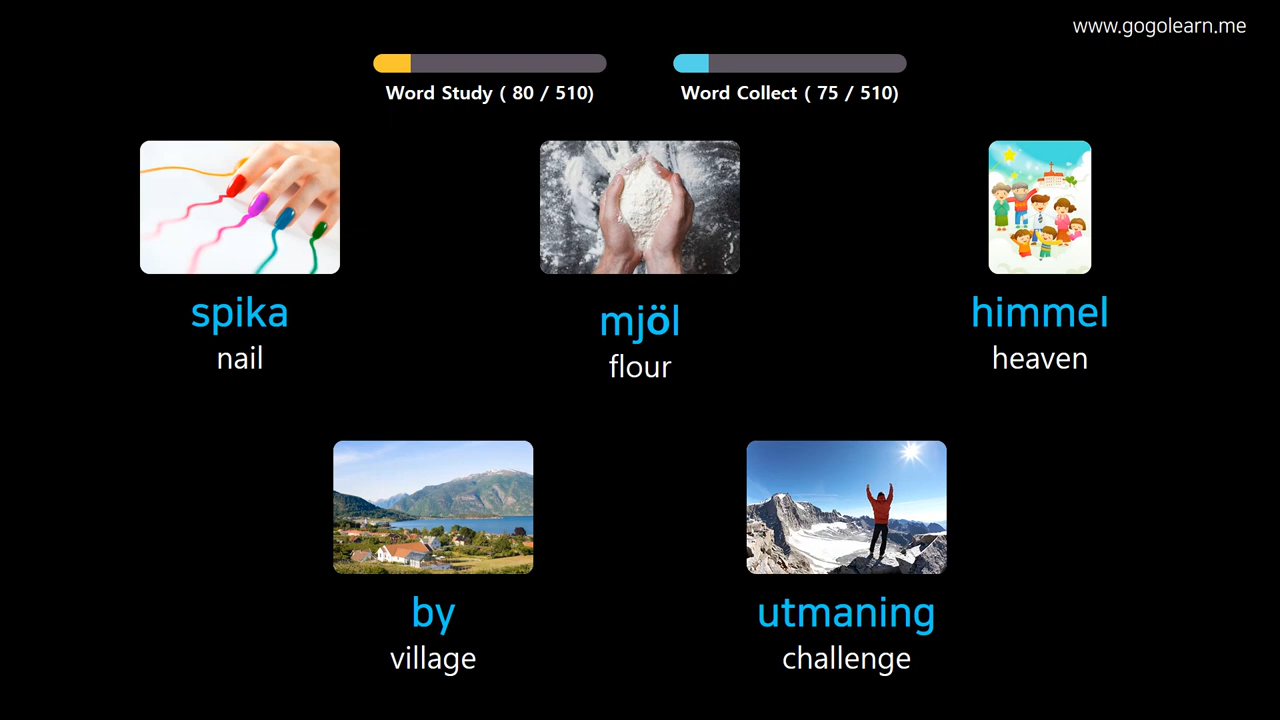 www.gogolearn.me
Word Study ( 80 / 510)
Word Collect ( 75 / 510)
spika
nail
mjöl
flour
himmel
heaven
by
village
utmaning
challenge